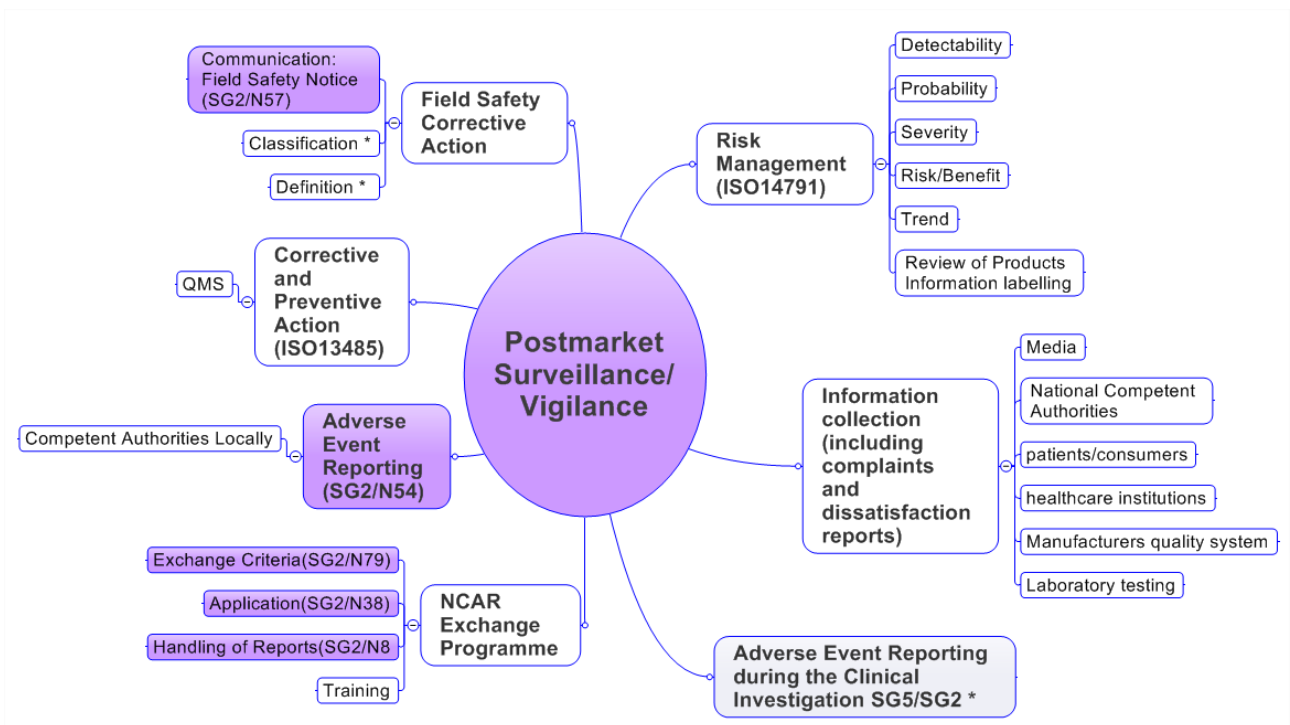 Communication:
Field Safety Notice
(SG2/N57)
Classification *
Definition *
Field Safety
Corrective
Action
QMS
Corrective
and
Preventive
Action
(ISO13485)
Competent Authorities Locally
Adverse
Event
Reporting
(SG2/N54)
Exchange Criteria(SG2/N79)
Application(SG2/N38)
Handling of Reports(SG2/N8
Training
NCAR
Exchange
Programme
Postmarket
Surveillance/
Vigilance
Risk
Management
(ISO14791)
Detectability
Probability
Severity
Risk/Benefit
Trend
Review of Products
Information labelling
Information
collection
(including
complaints
and
dissatisfaction
reports)
Media
National Competent
Authorities
patients/consumers
healthcare institutions
Manufacturers quality system
Laboratory testing
Adverse Event Reporting
during the Clinical
Investigation SG5/SG2 *